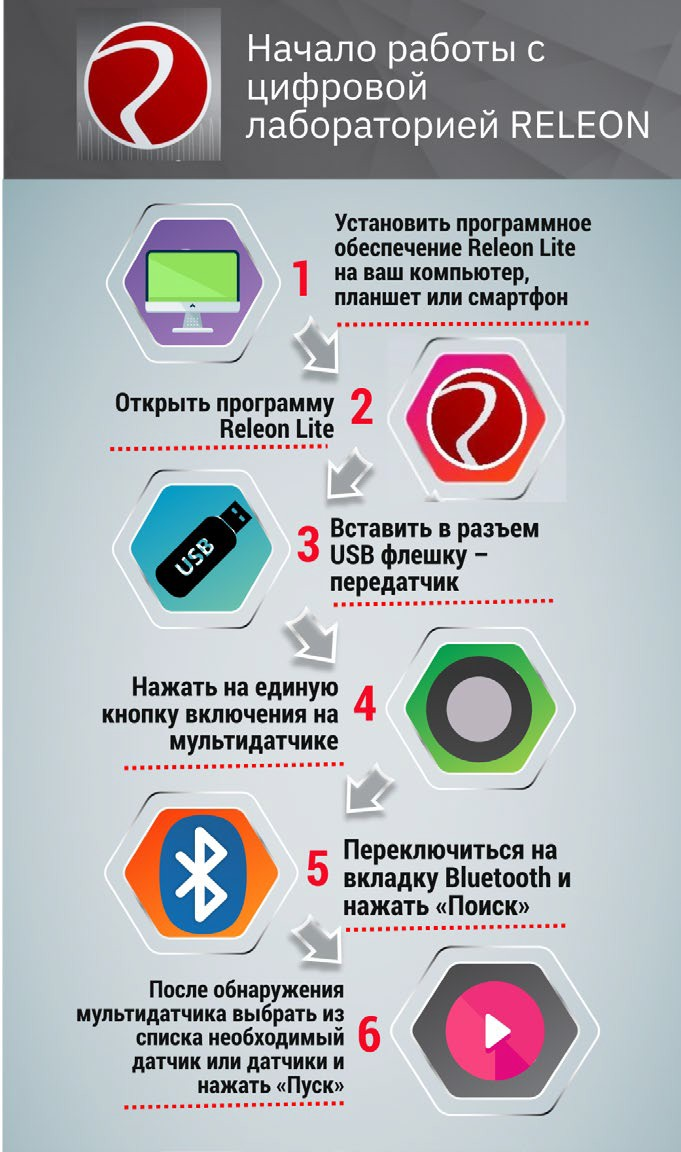 Начало работы с
цифровой
лабораторией RELEON
Установить программное
обеспечение Releon Lite
на ваш компьютер,
планшет или смартфон
1
Открыть программу
Releon Lite
2
USB
3
Вставить в разъем
USB флешку –
передатчик
Нажать на единую
кнопку включения на
мультидатчике
4
5
Переключиться на
вкладку Bluetooth и
нажать «Поиск»
После обнаружения
мультидатчика выбрать из
списка необходимый
датчик или датчики и
нажать «Пуск»
6